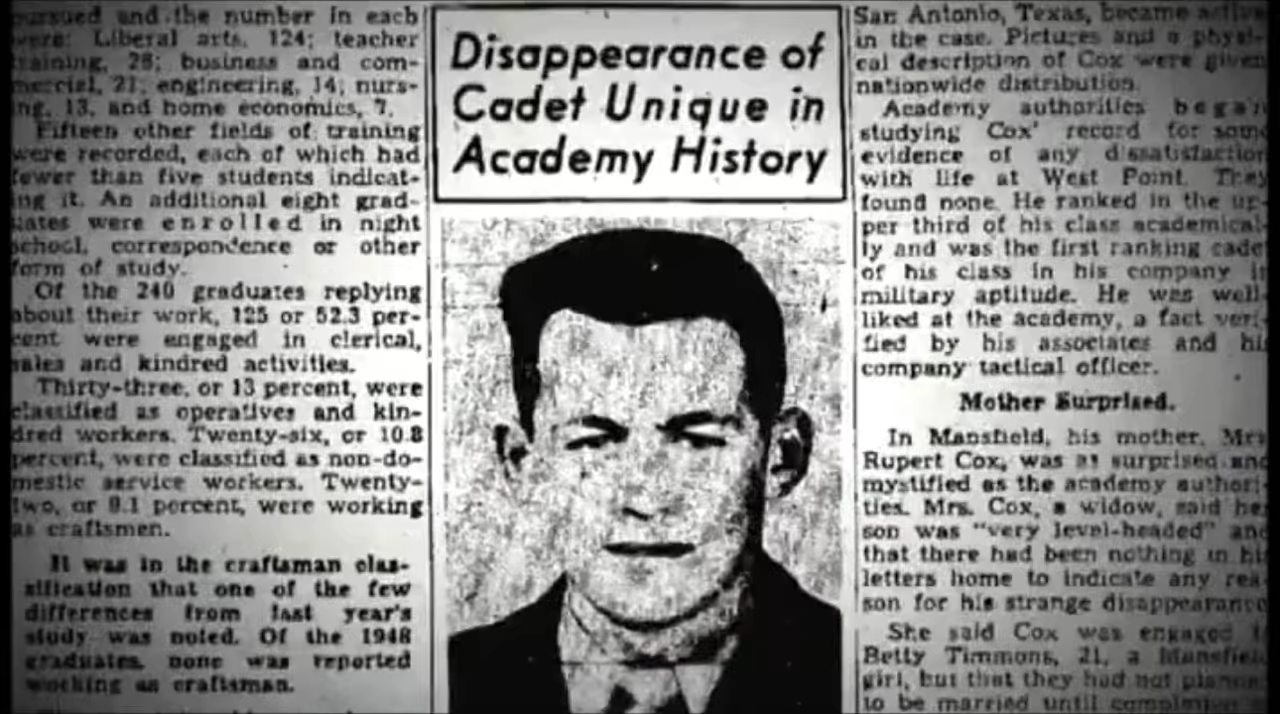 pursued and the number in each
were: Liberal arts, 124; teacher
training, 28; business and com-
mercial, 21; engineering, 14; nurs-
ing, 13, and home economics, 7.
Fifteen other fields of training
were recorded, each of which had
fewer than five students indicat-
ing it. An additional eight grad-
uates were enrolled in night
school, correspondence or other
form of study.
Of the 240 graduates replying
about their work, 125 or 52.3 per-
cent were engaged in clerical,
sales and kindred activities.
Thirty-three, or 13 percent, were
classified as operatives and kin-
dred workers. Twenty-six, or 10.8
percent, were classified as non-do-
mestic service workers. Twenty-
two, or 9.1 percent, were working
as craftsmen.
It was in the craftsman clas-
sification that one of the few
differences from last year's
study was noted. Of the 1948
graduates none was reported
working as craftsman.
Disappearance of
Cadet Unique in
Academy History
San Antonio, Texas, became active
in the case. Pictures and a physi-
cal description of Cox were given
nationwide distribution.
Academy authorities began
studying Cox' record for some
evidence of any dissatisfaction
with life at West Point. They
found none. He ranked in the up-
per third of his class academical-
ly and was the first ranking cadet
of his class in his company in
military aptitude. He was well-
liked at the academy, a fact veri-
fied by his associates and his
company tactical officer.
Mother Surprised.
In Mansfield, his mother, Mrs.
Rupert Cox, was as surprised and
mystified as the academy authori-
ties. Mrs. Cox, a widow, said her
son was "very level-headed" and
that there had been nothing in his
letters home to indicate any rea-
son for his strange disappearance
She said Cox was engaged to
Betty Timmons, 21, a Mansfield
girl, but that they had not planned
to be married until